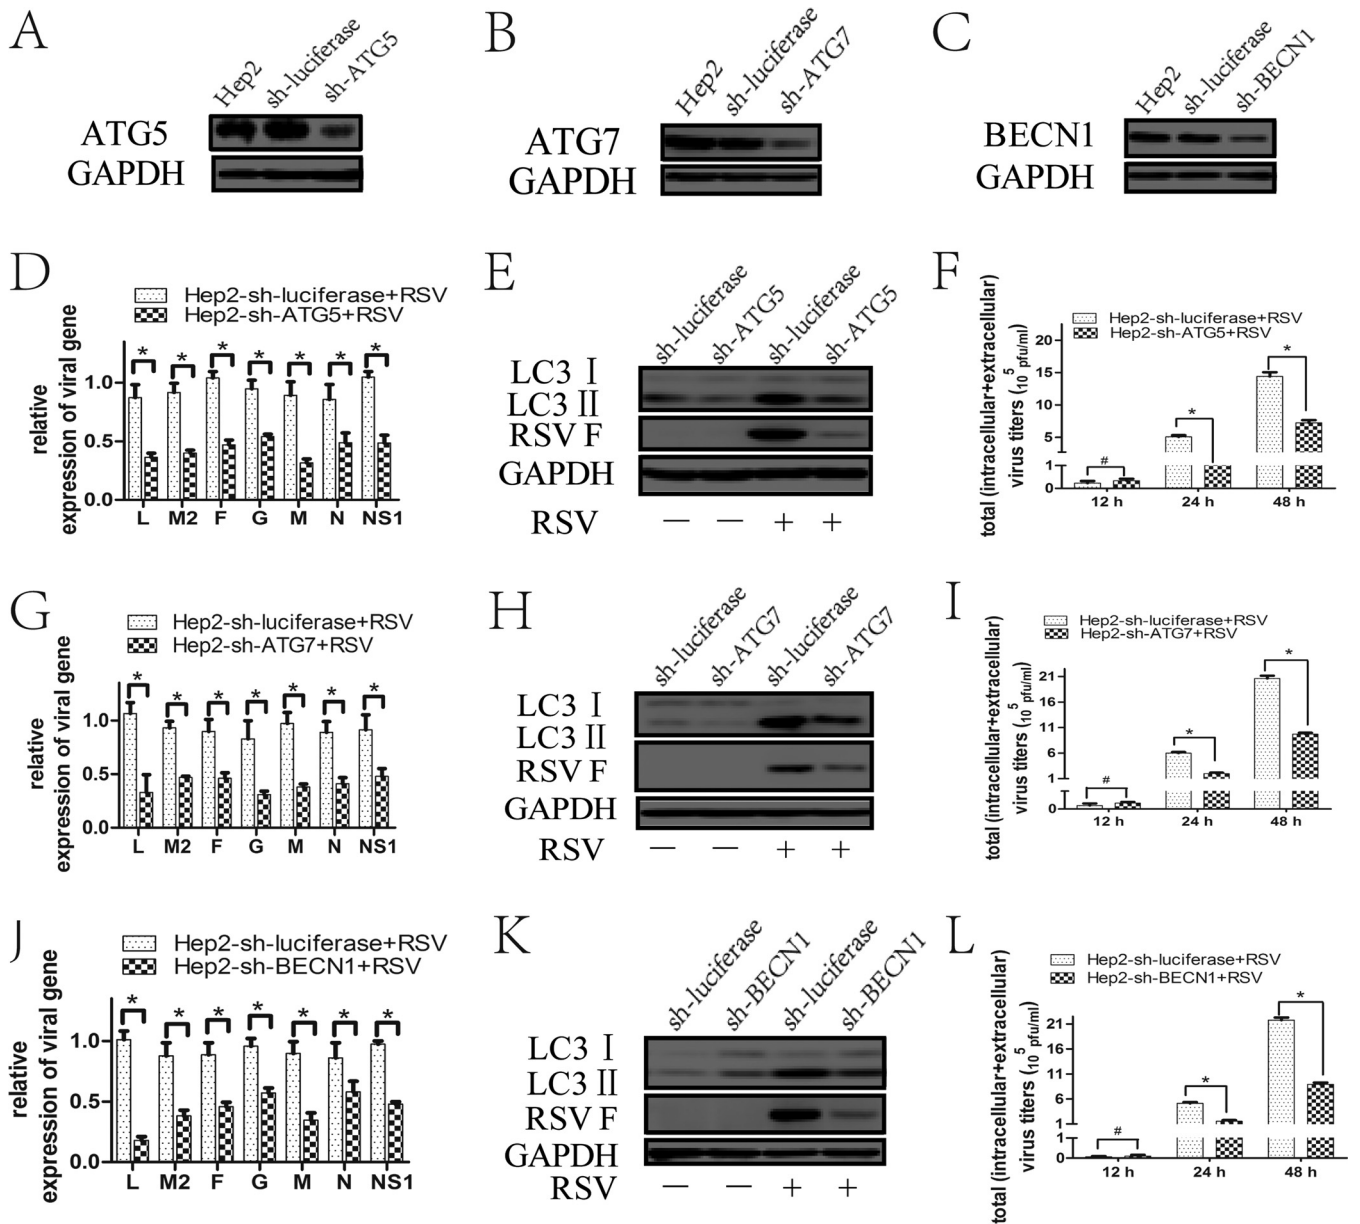 A
Hep2
sh-luciferase
sh-ATG5
ATG5
GAPDH
B
Hep2
sh-luciferase
sh-ATG7
ATG7
GAPDH
C
Hep2
sh-luciferase
sh-BECN1
BECN1
GAPDH
D
Hep2-sh-luciferase+RSV
Hep2-sh-ATG5+RSV
relative
expression of viral gene
* * * * * * *
1.0
0.5
0.0
L M2 F G M N NS1
E
sh-luciferase
sh-ATG5
sh-luciferase
sh-ATG5
LC3 I
LC3 II
RSV F
GAPDH
RSV — — + +
F
Hep2-sh-luciferase+RSV
Hep2-sh-ATG5+RSV
total (intracellular+extracellular)
virus titers (10^5 pfu/ml)
20
15
10
5
1
0
# * *
12 h 24 h 48 h
G
Hep2-sh-luciferase+RSV
Hep2-sh-ATG7+RSV
relative
expression of viral gene
* * * * * * *
1.0
0.5
0.0
L M2 F G M N NS1
H
sh-luciferase
sh-ATG7
sh-luciferase
sh-ATG7
LC3 I
LC3 II
RSV F
GAPDH
RSV — — + +
I
Hep2-sh-luciferase+RSV
Hep2-sh-ATG7+RSV
total (intracellular+extracellular)
virus titers (10^5 pfu/ml)
21
16
11
6
1
0
# * *
12 h 24 h 48 h
J
Hep2-sh-luciferase+RSV
Hep2-sh-BECN1+RSV
relative
expression of viral gene
* * * * * * *
1.0
0.5
0.0
L M2 F G M N NS1
K
sh-luciferase
sh-BECN1
sh-luciferase
sh-BECN1
LC3 I
LC3 II
RSV F
GAPDH
RSV — — + +
L
Hep2-sh-luciferase+RSV
Hep2-sh-BECN1+RSV
total (intracellular+extracellular)
virus titers (10^5 pfu/ml)
21
16
11
6
1
1
0
# * *
12 h 24 h 48 h